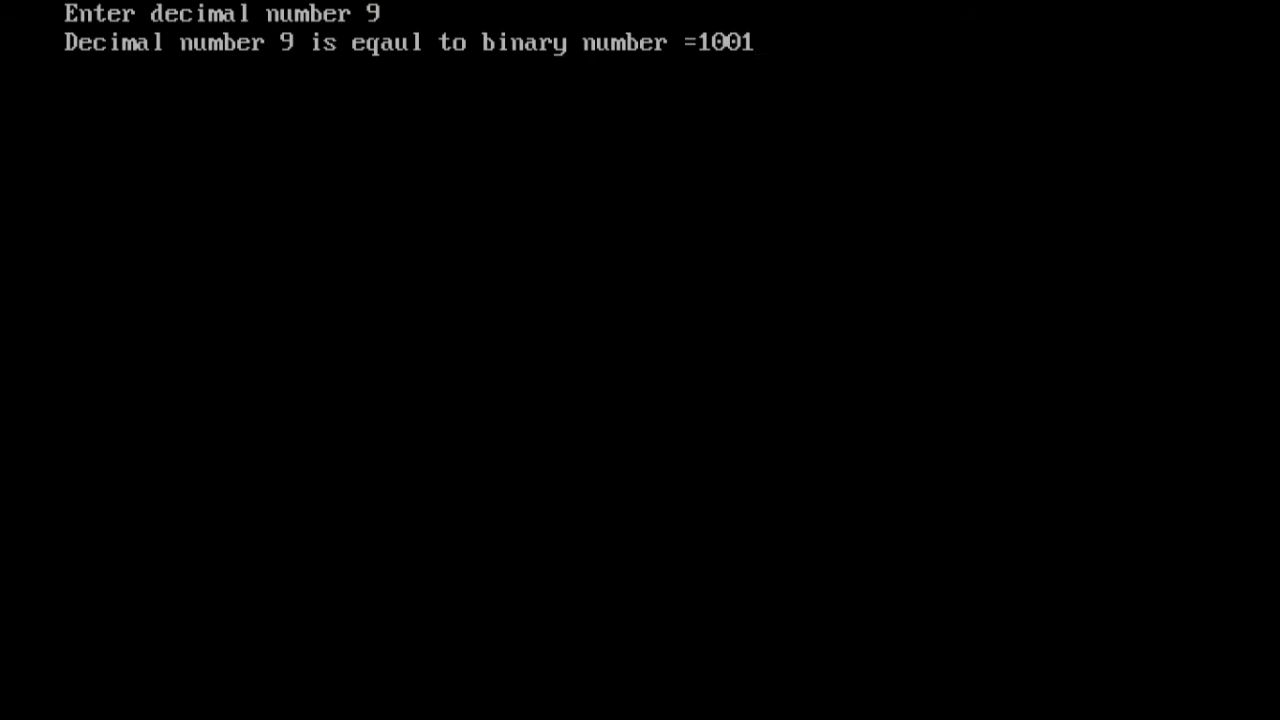 Enter decimal number 9
Decimal number 9 is eqaul to binary number =1001